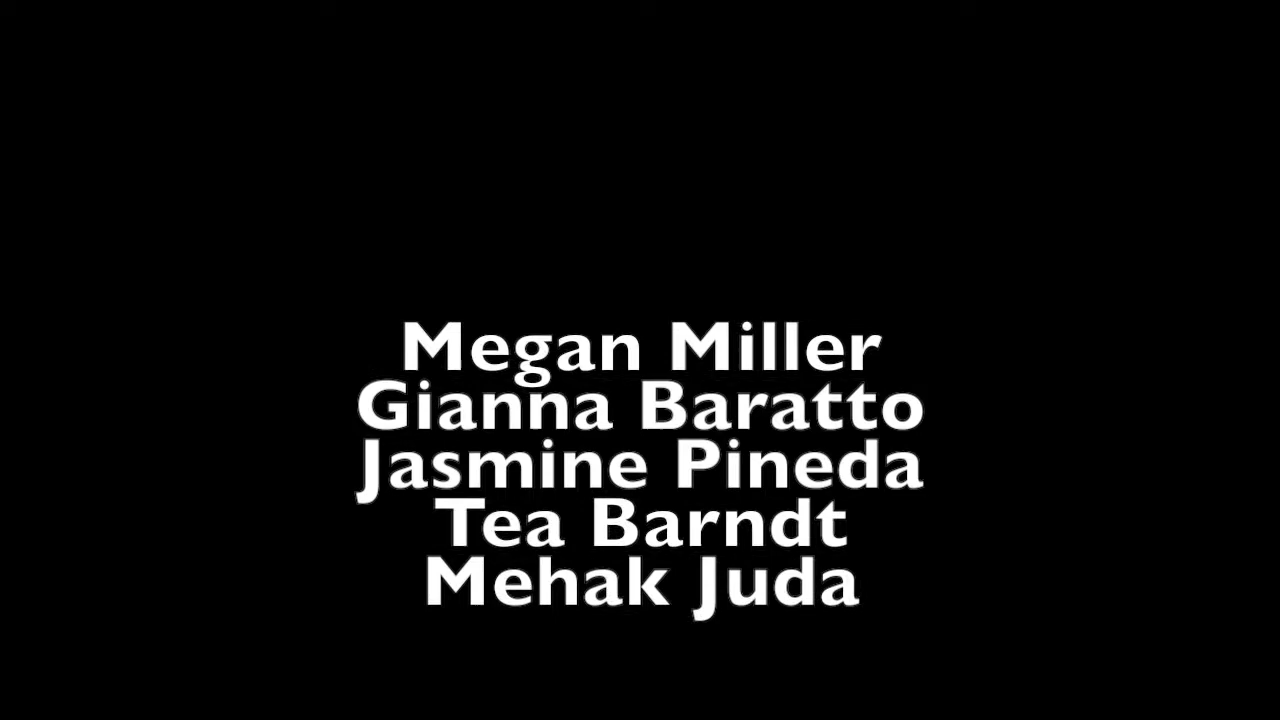 Megan Miller
Gianna Baratto
Jasmine Pineda
Tea Barndt
Mehak Juda